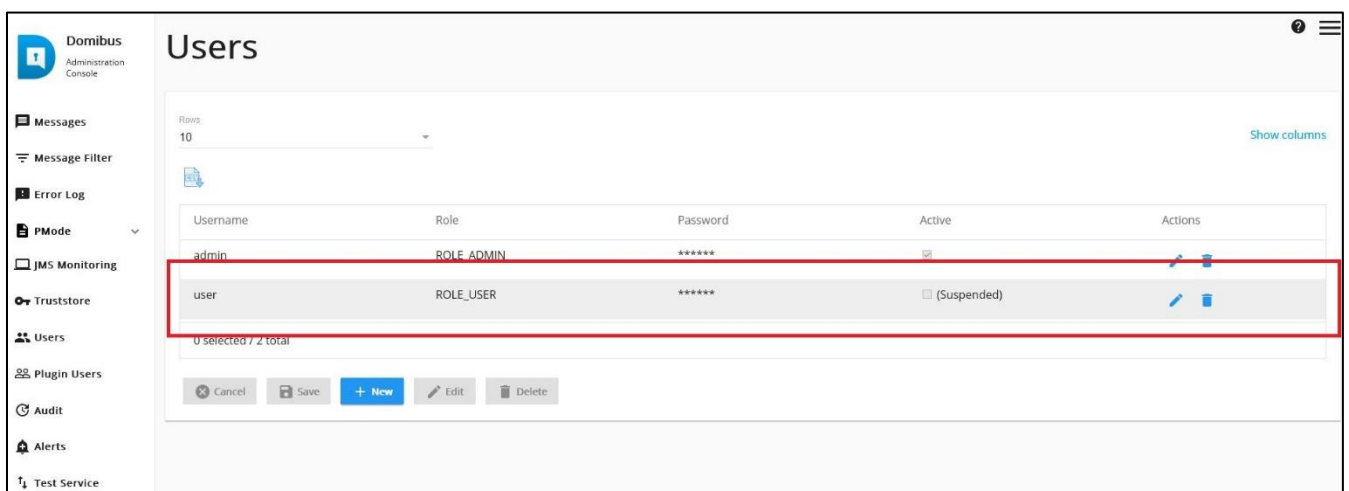 Domibus
Administration
Console
Messages
Message Filter
Error Log
PMode
JMS Monitoring
Truststore
Users
Plugin Users
Audit
Alerts
Test Service
Users
Rows
10
Show columns
Username Role Password Active Actions
admin ROLE_ADMIN ******
user ROLE_USER ****** (Suspended)
0 selected / 2 total
Cancel Save + New Edit Delete